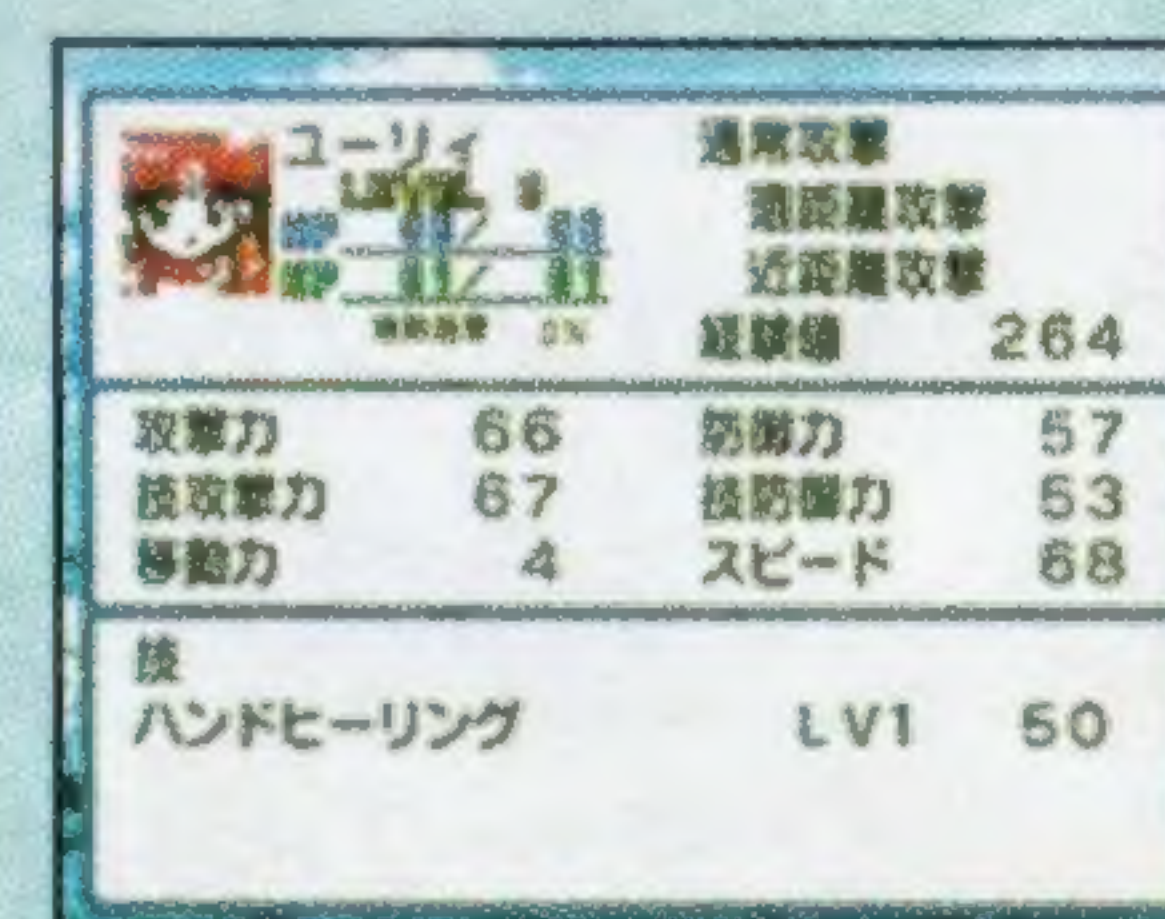 ユーリィ
通常攻撃
遠距離攻撃
近距離攻撃
経験値 264
攻撃力 66 防御力 57
技攻撃力 67 技防御力 53
移動力 4 スピード 68
技
ハンドヒーリング LV1 50